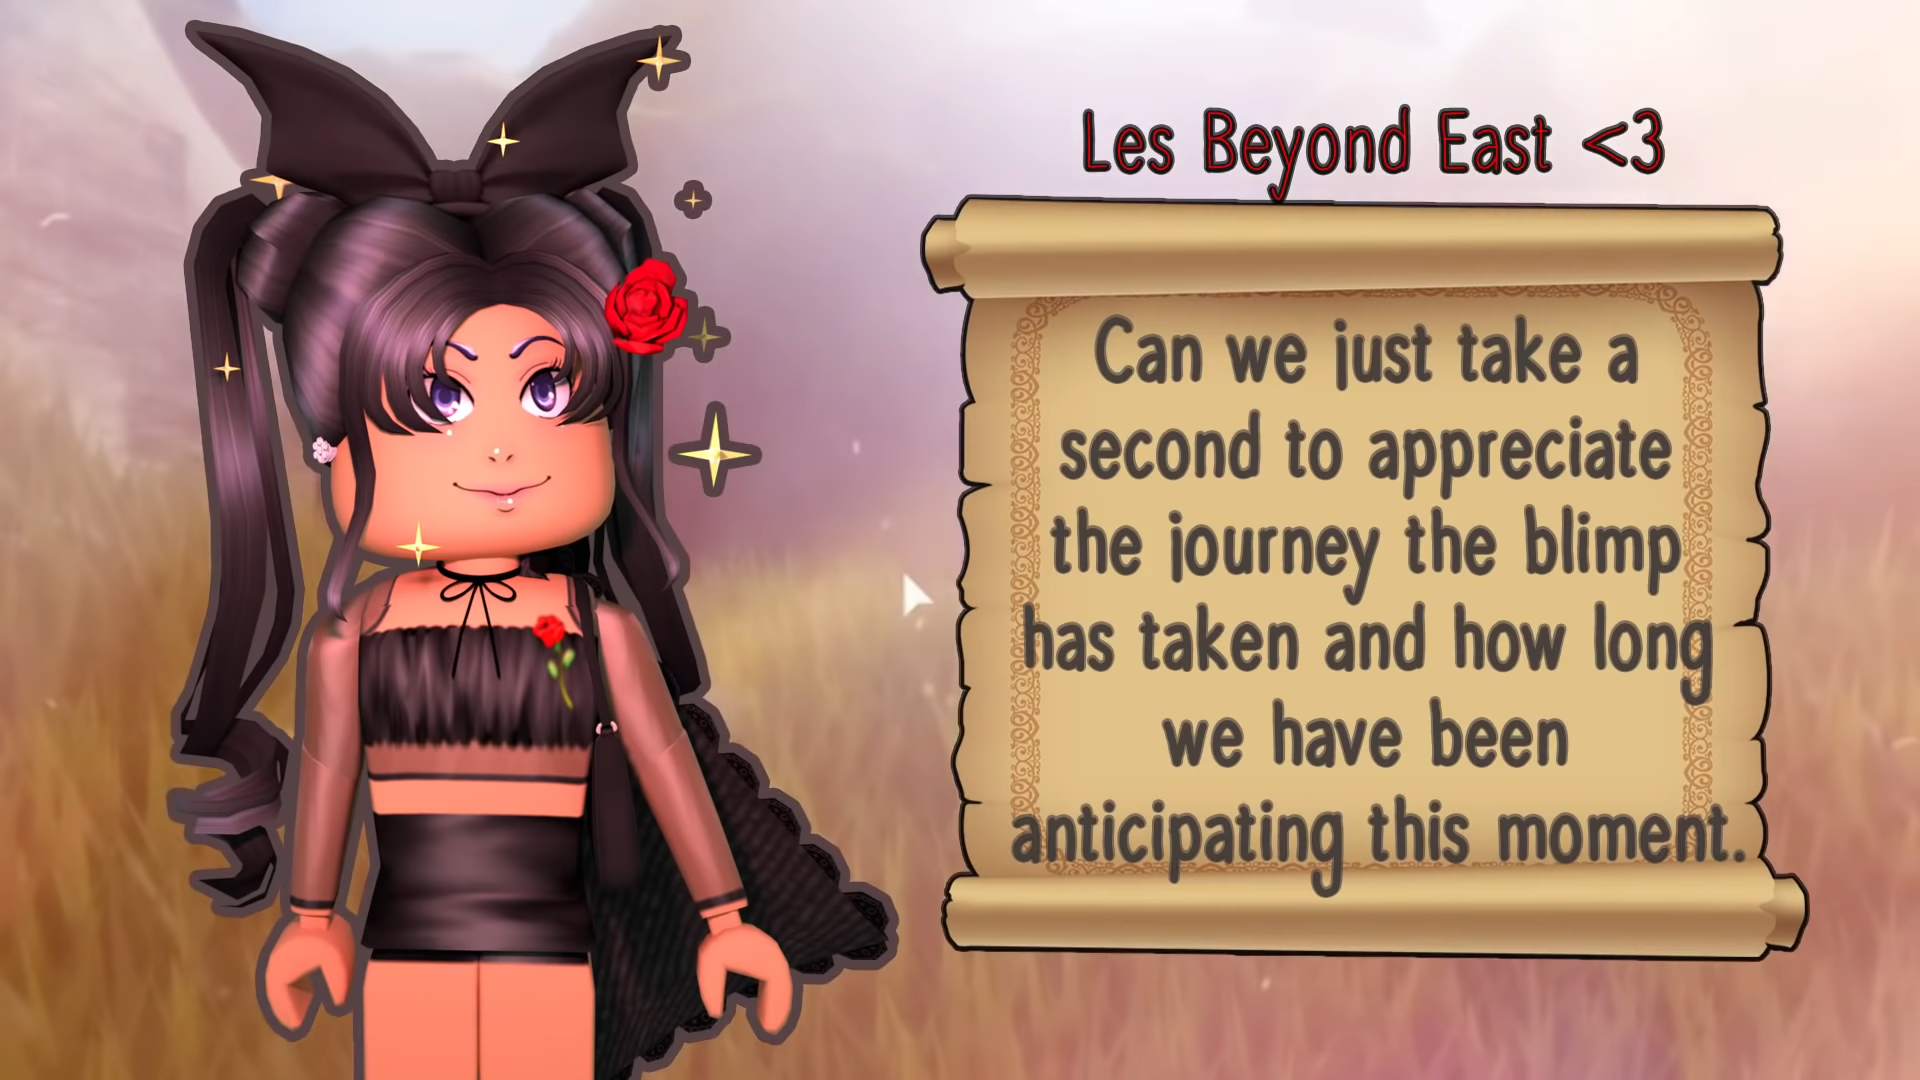 Les Beyond East <3
Can we just take a
second to appreciate
the journey the blimp
has taken and how long
we have been
anticipating this moment.